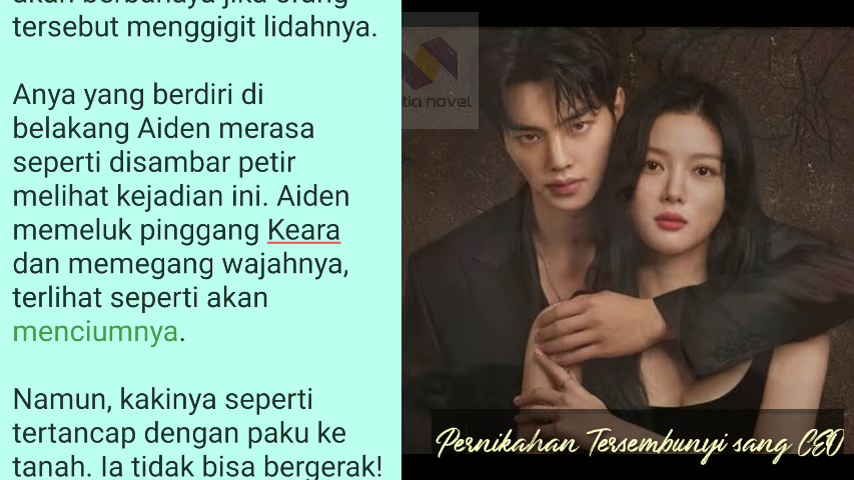 tersebut menggigit lidahnya.
Anya yang berdiri di
belakang Aiden merasa
seperti disambar petir
melihat kejadian ini. Aiden
memeluk pinggang Keara
dan memegang wajahnya,
terlihat seperti akan
menciumnya.
Namun, kakinya seperti
tertancap dengan paku ke
tanah. Ia tidak bisa bergerak!
tia novel
Pernikahan Tersembunyi sang CEO